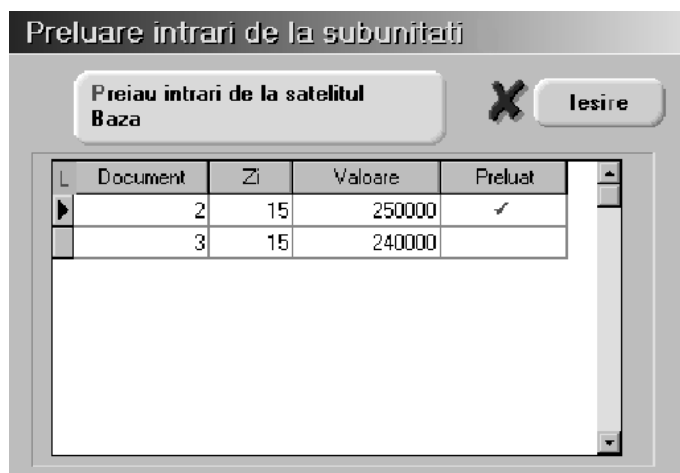 Preluare intrari de la subunitati
Preiau intrari de la satelitul
Baza
Iesire
L Document Zi Valoare Preluat
2 15 250000 ✓
3 15 240000